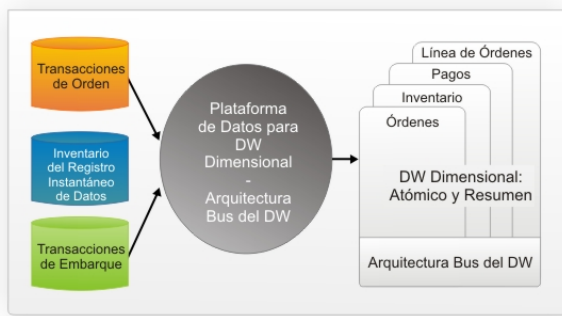 Transacciones
de Orden
Inventario
del Registro
Instantáneo
de Datos
Transacciones
de Embarque
Plataforma
de Datos para
DW
Dimensional
-
Arquitectura
Bus del DW
Línea de Órdenes
Pagos
Inventario
Órdenes
DW Dimensional:
Atómico y Resumen
Arquitectura Bus del DW